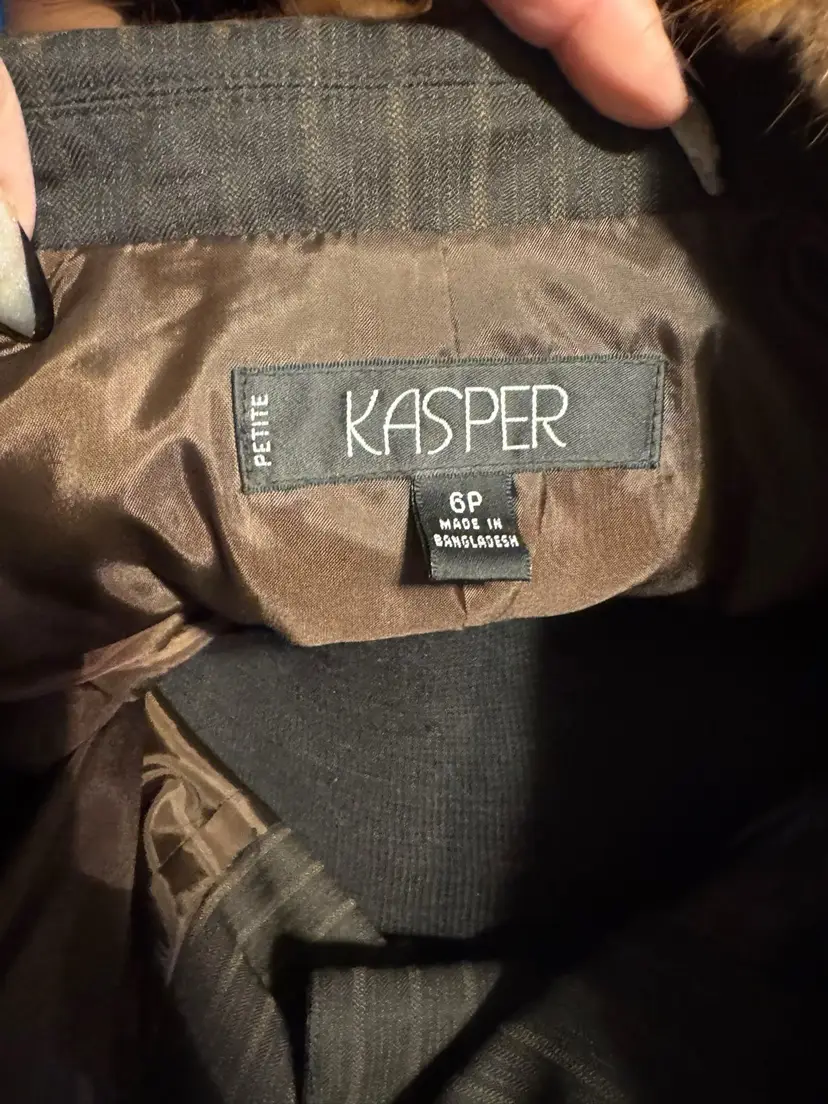 PETITE
KASPER
6P
MADE IN
BANGLADESH